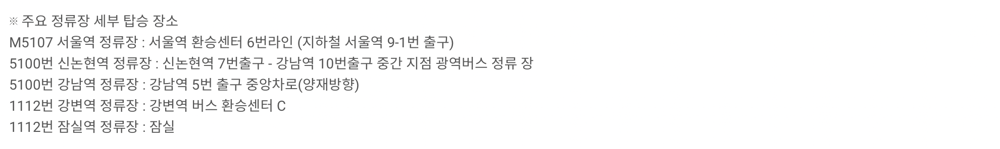 ※ 주요 정류장 세부 탑승 장소
M5107 서울역 정류장 : 서울역 환승센터 6번라인 (지하철 서울역 9-1번 출구)
5100번 신논현역 정류장 : 신논현역 7번출구 - 강남역 10번출구 중간 지점 광역버스 정류 장
5100번 강남역 정류장 : 강남역 5번 출구 중앙차로(양재방향)
1112번 강변역 정류장 : 강변역 버스 환승센터 C
1112번 잠실역 정류장 : 잠실